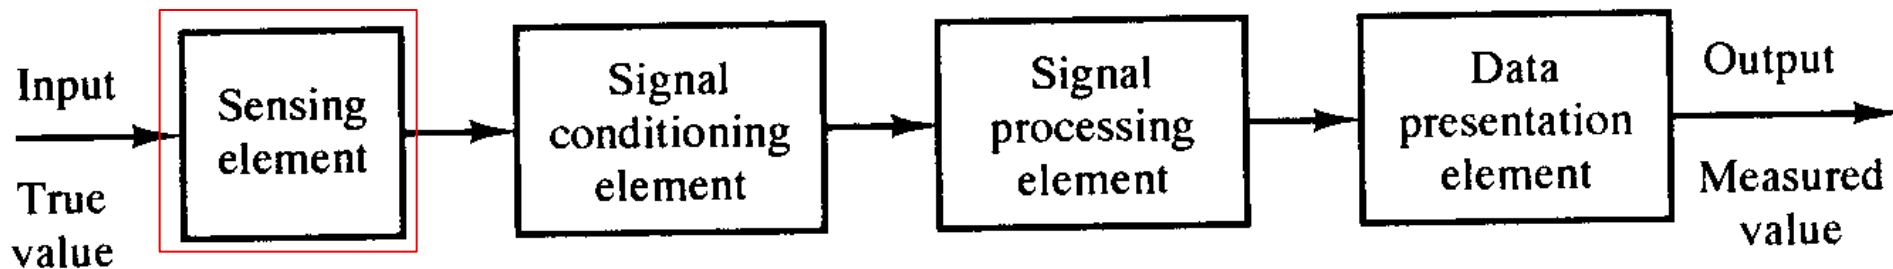 Input
True
value
Sensing
element
Signal
conditioning
element
Signal
processing
element
Data
presentation
element
Output
Measured
value